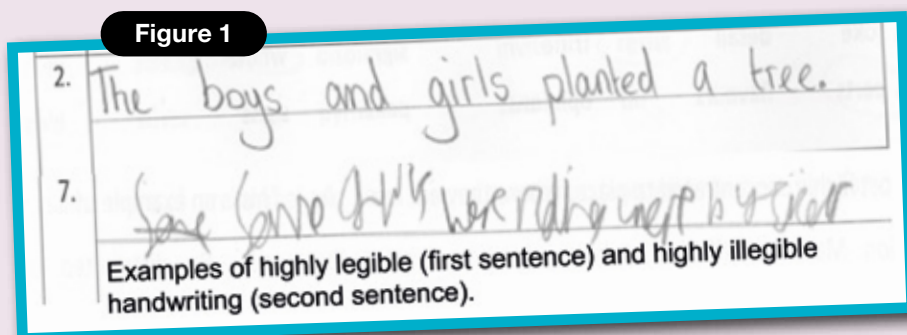 Figure 1
2. The boys and girls planted a tree.
7. were
Examples of highly legible (first sentence) and highly illegible
handwriting (second sentence).